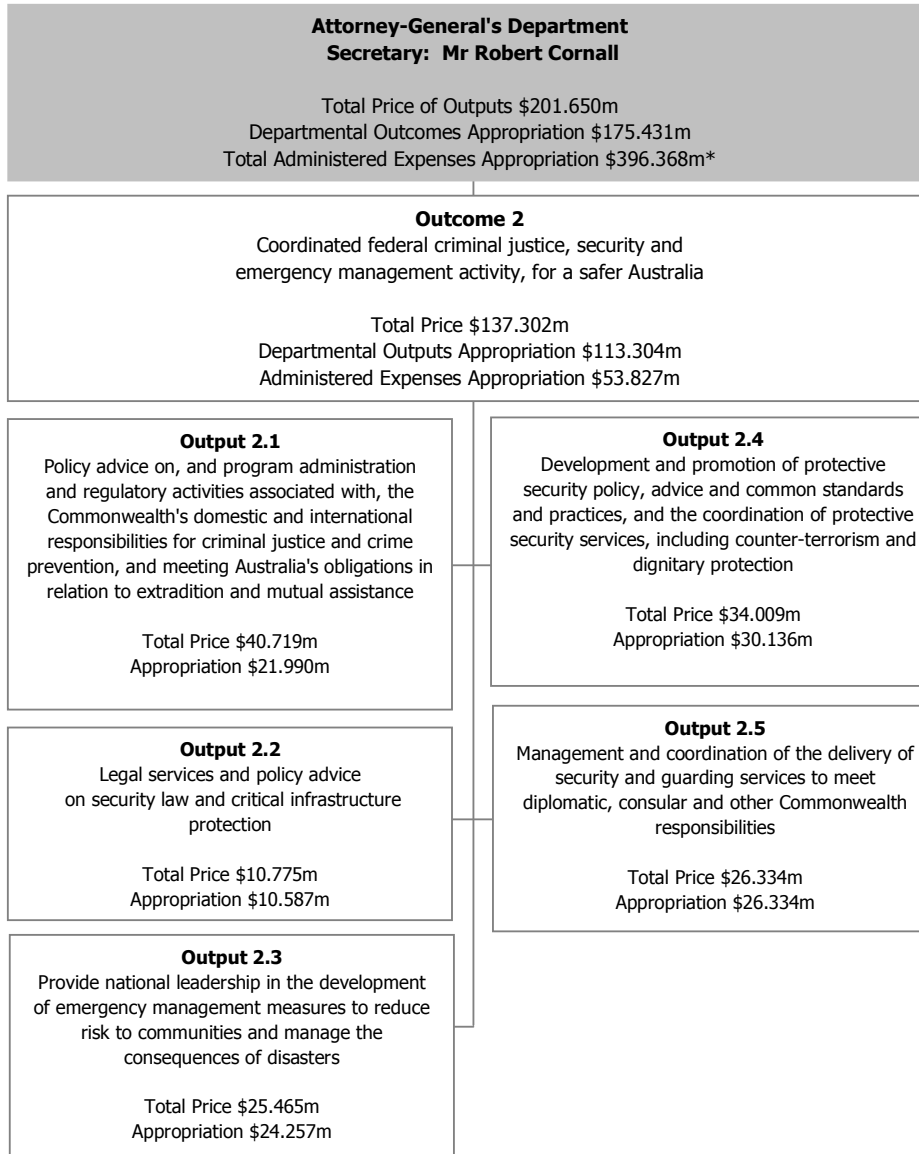 Attorney-General's Department
Secretary: Mr Robert Cornall
Total Price of Outputs $201.650m
Departmental Outcomes Appropriation $175.431m
Total Administered Expenses Appropriation $396.368m*
Outcome 2
Coordinated federal criminal justice, security and
emergency management activity, for a safer Australia
Total Price $137.302m
Departmental Outputs Appropriation $113.304m
Administered Expenses Appropriation $53.827m
Output 2.1
Policy advice on, and program administration
and regulatory activities associated with, the
Commonwealth's domestic and international
responsibilities for criminal justice and crime
prevention, and meeting Australia's obligations in
relation to extradition and mutual assistance
Total Price $40.719m
Appropriation $21.990m
Output 2.2
Legal services and policy advice
on security law and critical infrastructure
protection
Total Price $10.775m
Appropriation $10.587m
Output 2.3
Provide national leadership in the development
of emergency management measures to reduce
risk to communities and manage the
consequences of disasters
Total Price $25.465m
Appropriation $24.257m
Output 2.4
Development and promotion of protective
security policy, advice and common standards
and practices, and the coordination of protective
security services, including counter-terrorism and
dignitary protection
Total Price $34.009m
Appropriation $30.136m
Output 2.5
Management and coordination of the delivery of
security and guarding services to meet
diplomatic, consular and other Commonwealth
responsibilities
Total Price $26.334m
Appropriation $26.334m